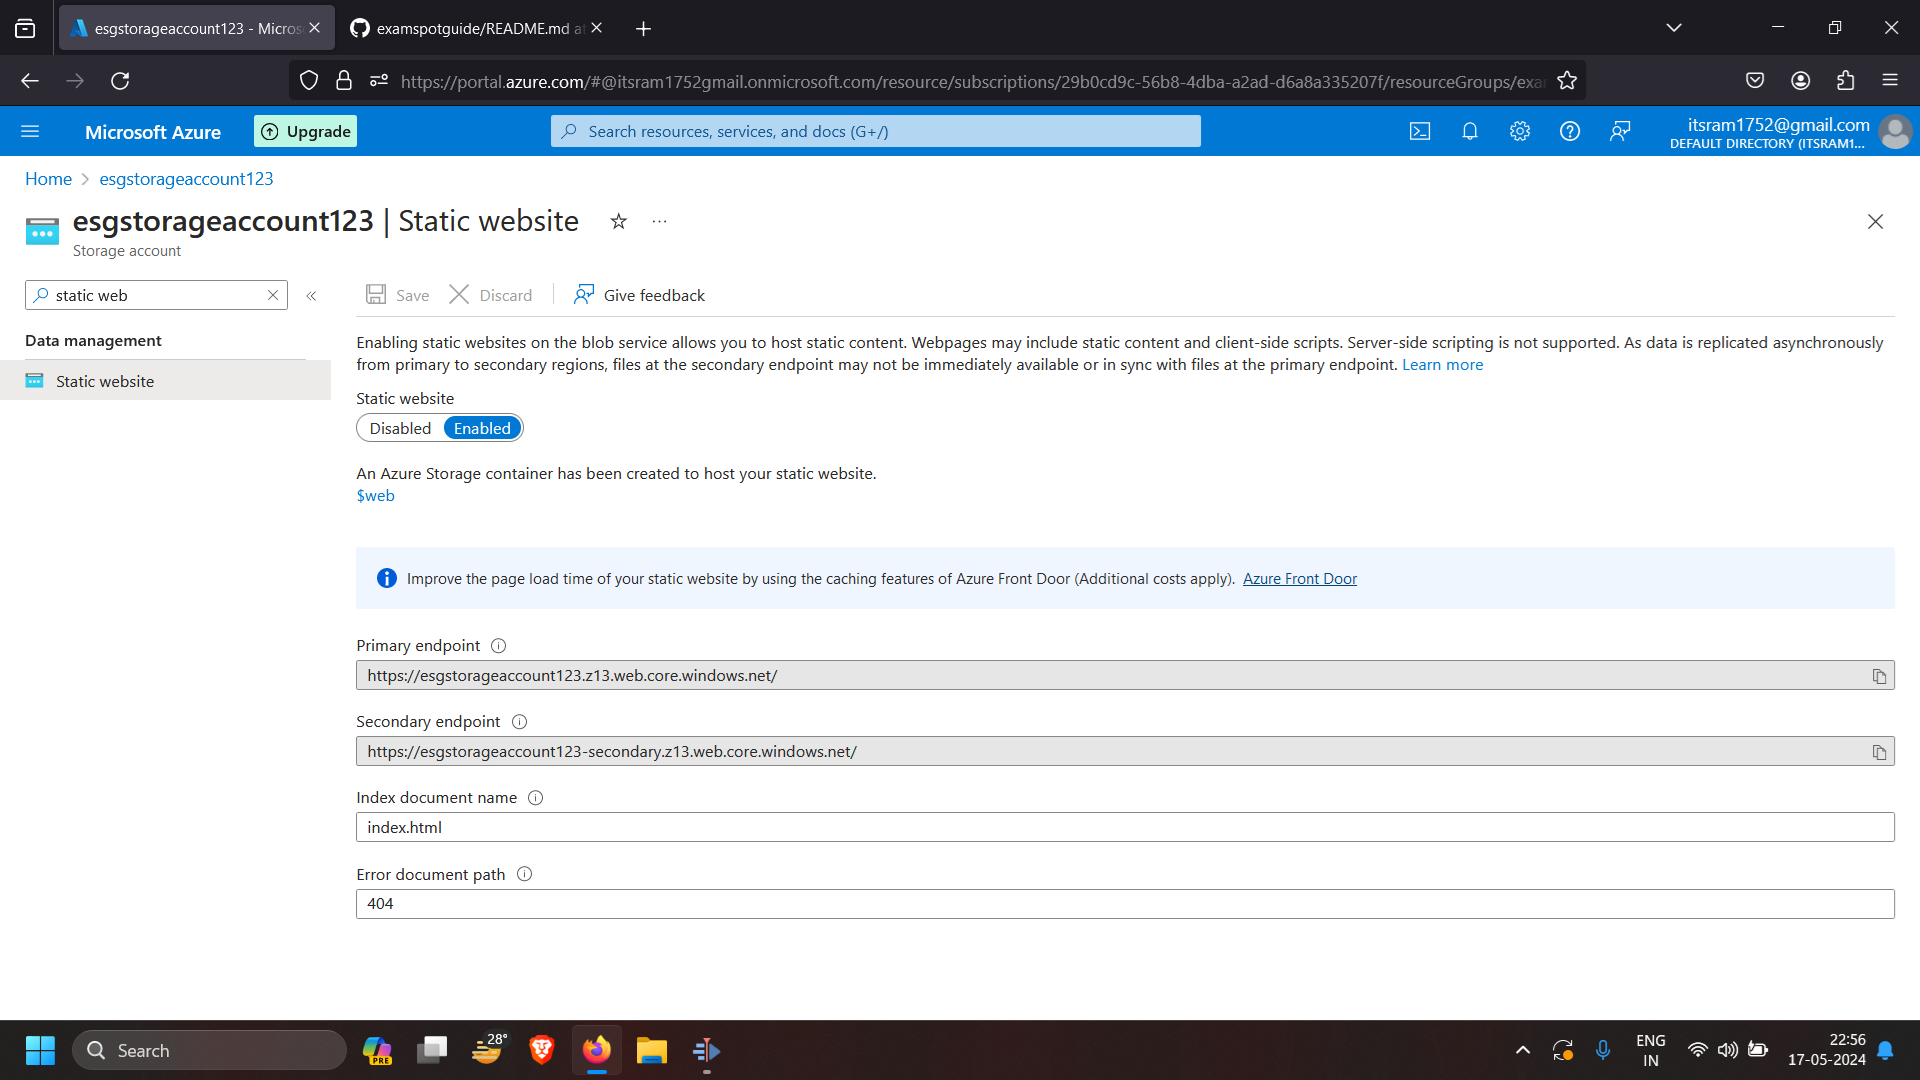 esgstorageaccount123 - Micros
examspotguide/README.md at
https://portal.azure.com/#@itsram1752gmail.onmicrosoft.com/resource/subscriptions/29b0cd9c-56b8-4dba-a2ad-d6a8a335207f/resourceGroups/exa
Microsoft Azure
Upgrade
Search resources, services, and docs (G+/)
itsram1752@gmail.com
DEFAULT DIRECTORY (ITSRAM1...
Home > esgstorageaccount123
esgstorageaccount123 | Static website
...
Storage account
static web
«
Save
Discard
Give feedback
Data management
Static website
Enabling static websites on the blob service allows you to host static content. Webpages may include static content and client-side scripts. Server-side scripting is not supported. As data is replicated asynchronously
from primary to secondary regions, files at the secondary endpoint may not be immediately available or in sync with files at the primary endpoint. Learn more
Static website
Disabled Enabled
An Azure Storage container has been created to host your static website.
$web
Improve the page load time of your static website by using the caching features of Azure Front Door (Additional costs apply). Azure Front Door
Primary endpoint
https://esgstorageaccount123.z13.web.core.windows.net/
Secondary endpoint
https://esgstorageaccount123-secondary.z13.web.core.windows.net/
Index document name
index.html
Error document path
404
Search
PRE
28°
ENG
IN
22:56
17-05-2024